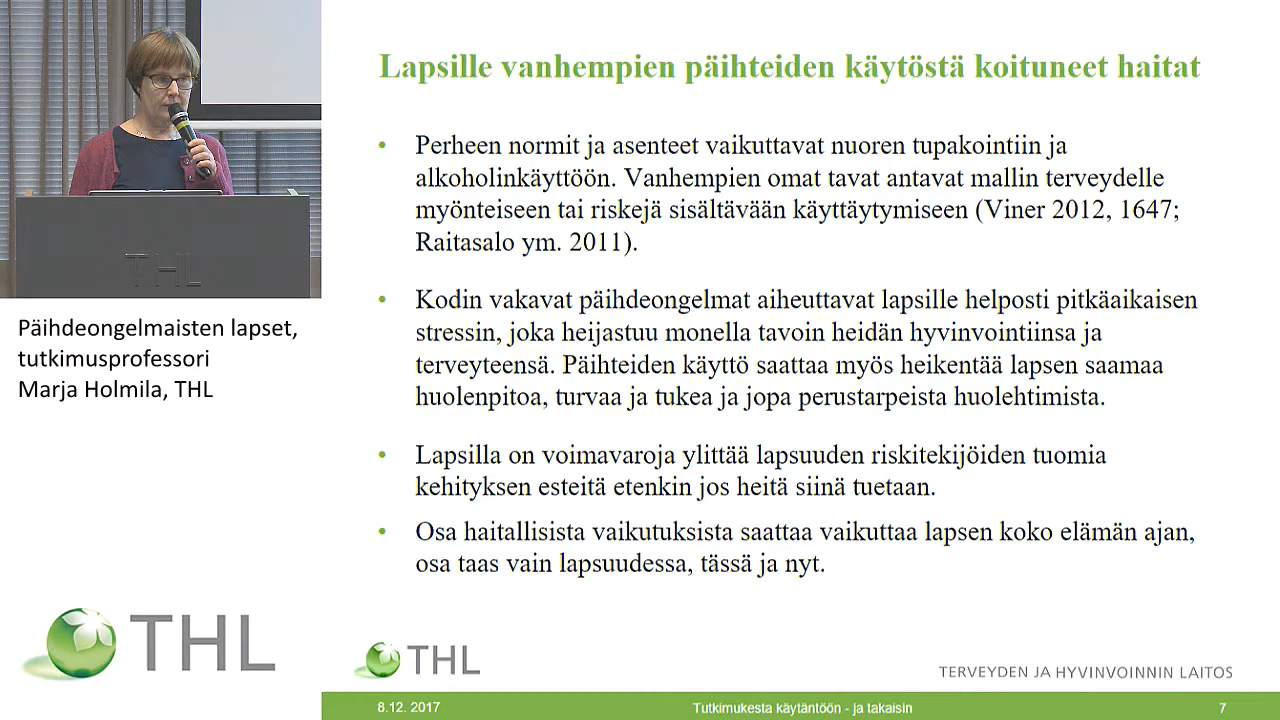 Lapsille vanhempien päihteiden käytöstä koituneet haitat
• Perheen normit ja asenteet vaikuttavat nuoren tupakointiin ja
alkoholinkäyttöön. Vanhempien omat tavat antavat mallin terveydelle
myönteiseen tai riskejä sisältävään käyttäytymiseen (Viner 2012, 1647;
Raitasalo ym. 2011).
• Kodin vakavat päihdeongelmat aiheuttavat lapsille helposti pitkäaikaisen
stressin, joka heijastuu monella tavoin heidän hyvinvointiinsa ja
terveyteensä. Päihteiden käyttö saattaa myös heikentää lapsen saamaa
huolenpitoa, turvaa ja tukea ja jopa perustarpeista huolehtimista.
• Lapsilla on voimavaroja ylittää lapsuuden riskitekijöiden tuomia
kehityksen esteitä etenkin jos heitä siinä tuetaan.
• Osa haitallisista vaikutuksista saattaa vaikuttaa lapsen koko elämän ajan,
osa taas vain lapsuudessa, tässä ja nyt.
THL
Päihdeongelmaisten lapset,
tutkimusprofessori
Marja Holmila, THL
THL
THL
TERVEYDEN JA HYVINVOINNIN LAITOS
8.12. 2017
Tutkimukesta käytäntöön - ja takaisin
7